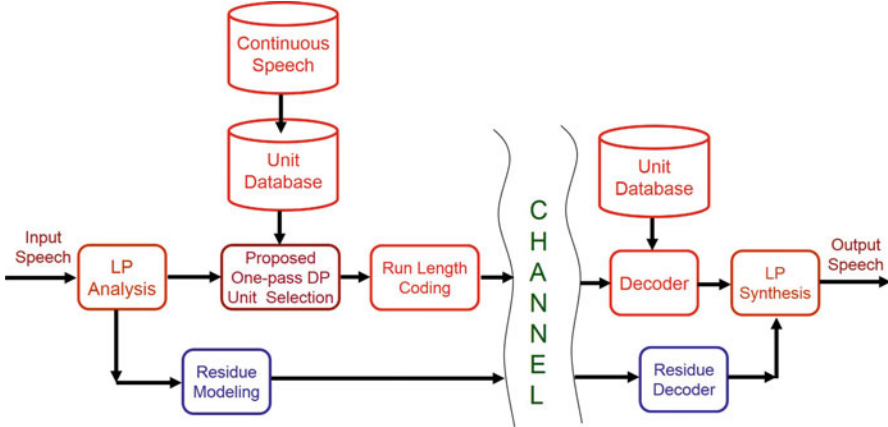 Continuous
Speech
Unit
Database
Unit
Database
Input
Speech
LP
Analysis
Proposed
One-pass DP
Unit Selection
Run Length
Coding
CHANNEL
Decoder
LP
Synthesis
Output
Speech
Residue
Modeling
Residue
Decoder